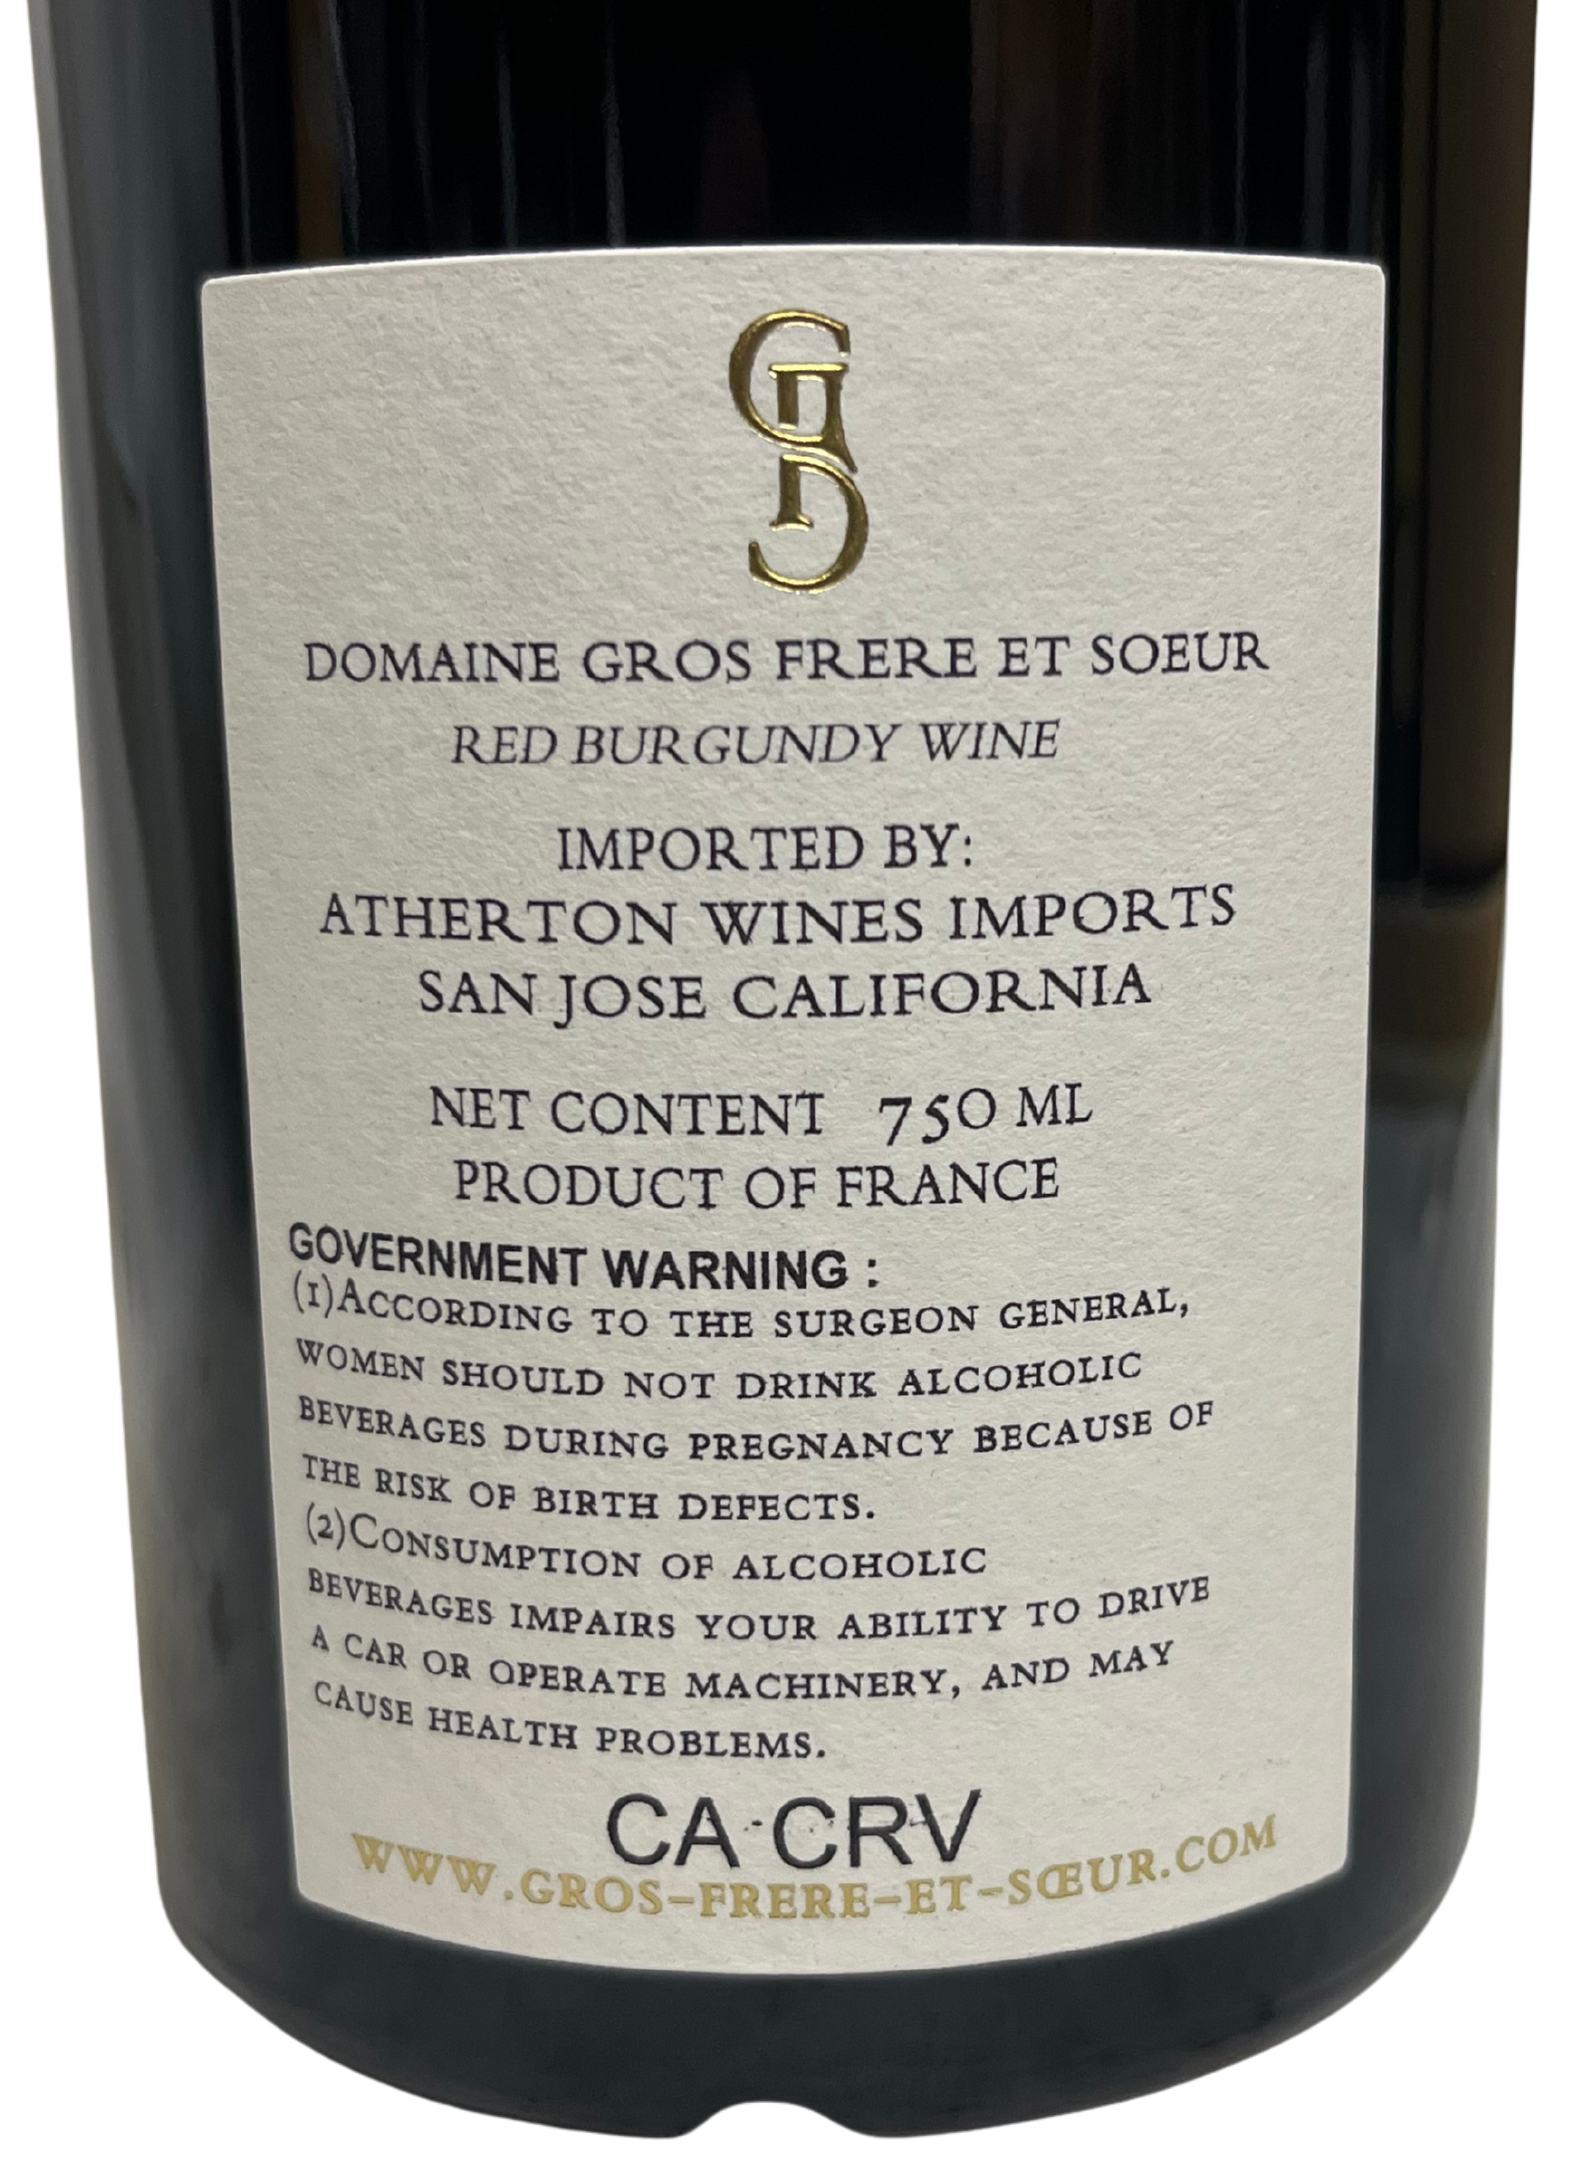 DOMAINE GROS FRERE ET SOEUR
RED BURGUNDY WINE
IMPORTED BY:
ATHERTON WINES IMPORTS
SAN JOSE CALIFORNIA
NET CONTENT 750 ML
PRODUCT OF FRANCE
GOVERNMENT WARNING :
(1)ACCORDING TO THE SURGEON GENERAL,
WOMEN SHOULD NOT DRINK ALCOHOLIC
BEVERAGES DURING PREGNANCY BECAUSE OF
THE RISK OF BIRTH DEFECTS.
(2)CONSUMPTION OF ALCOHOLIC
BEVERAGES IMPAIRS YOUR ABILITY TO DRIVE
A CAR OR OPERATE MACHINERY, AND MAY
CAUSE HEALTH PROBLEMS.
CA CRV
WWW.GROS-FRERE-ET-SŒUR.COM